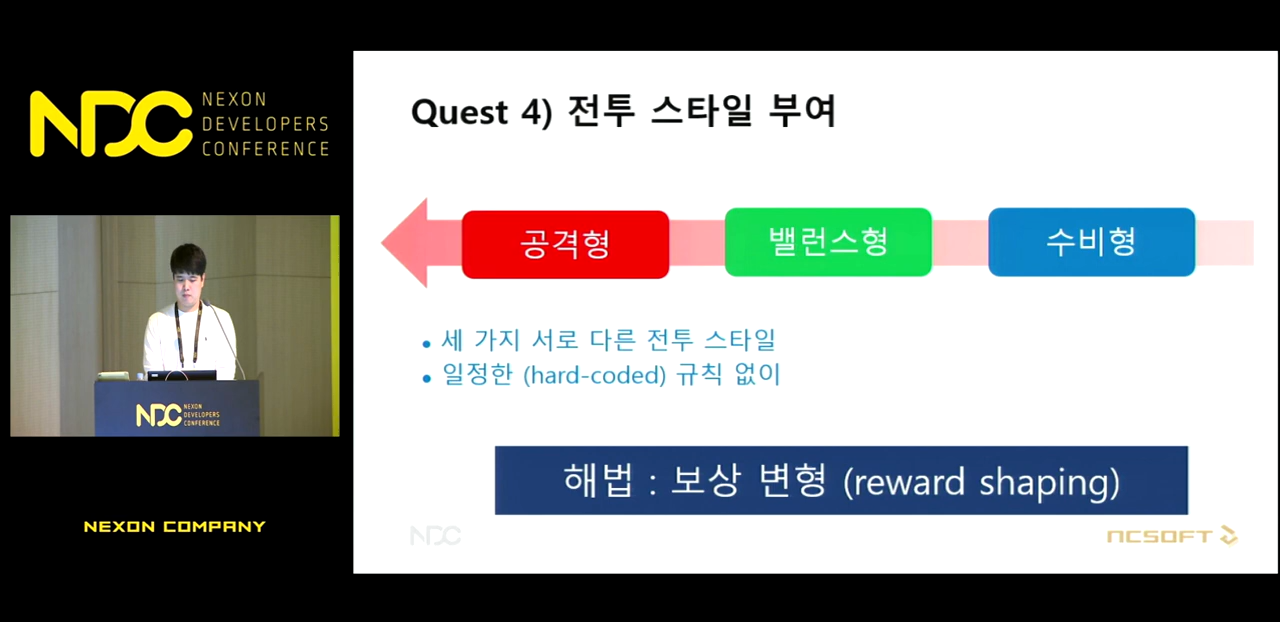 NDC
NEXON
DEVELOPERS
CONFERENCE
Quest 4) 전투 스타일 부여
공격형
밸런스형
수비형
• 세 가지 서로 다른 전투 스타일
• 일정한 (hard-coded) 규칙 없이
해법 : 보상 변형 (reward shaping)
NDC
NEXON
DEVELOPERS
CONFERENCE
NEXON COMPANY
NDC
NCSOFT